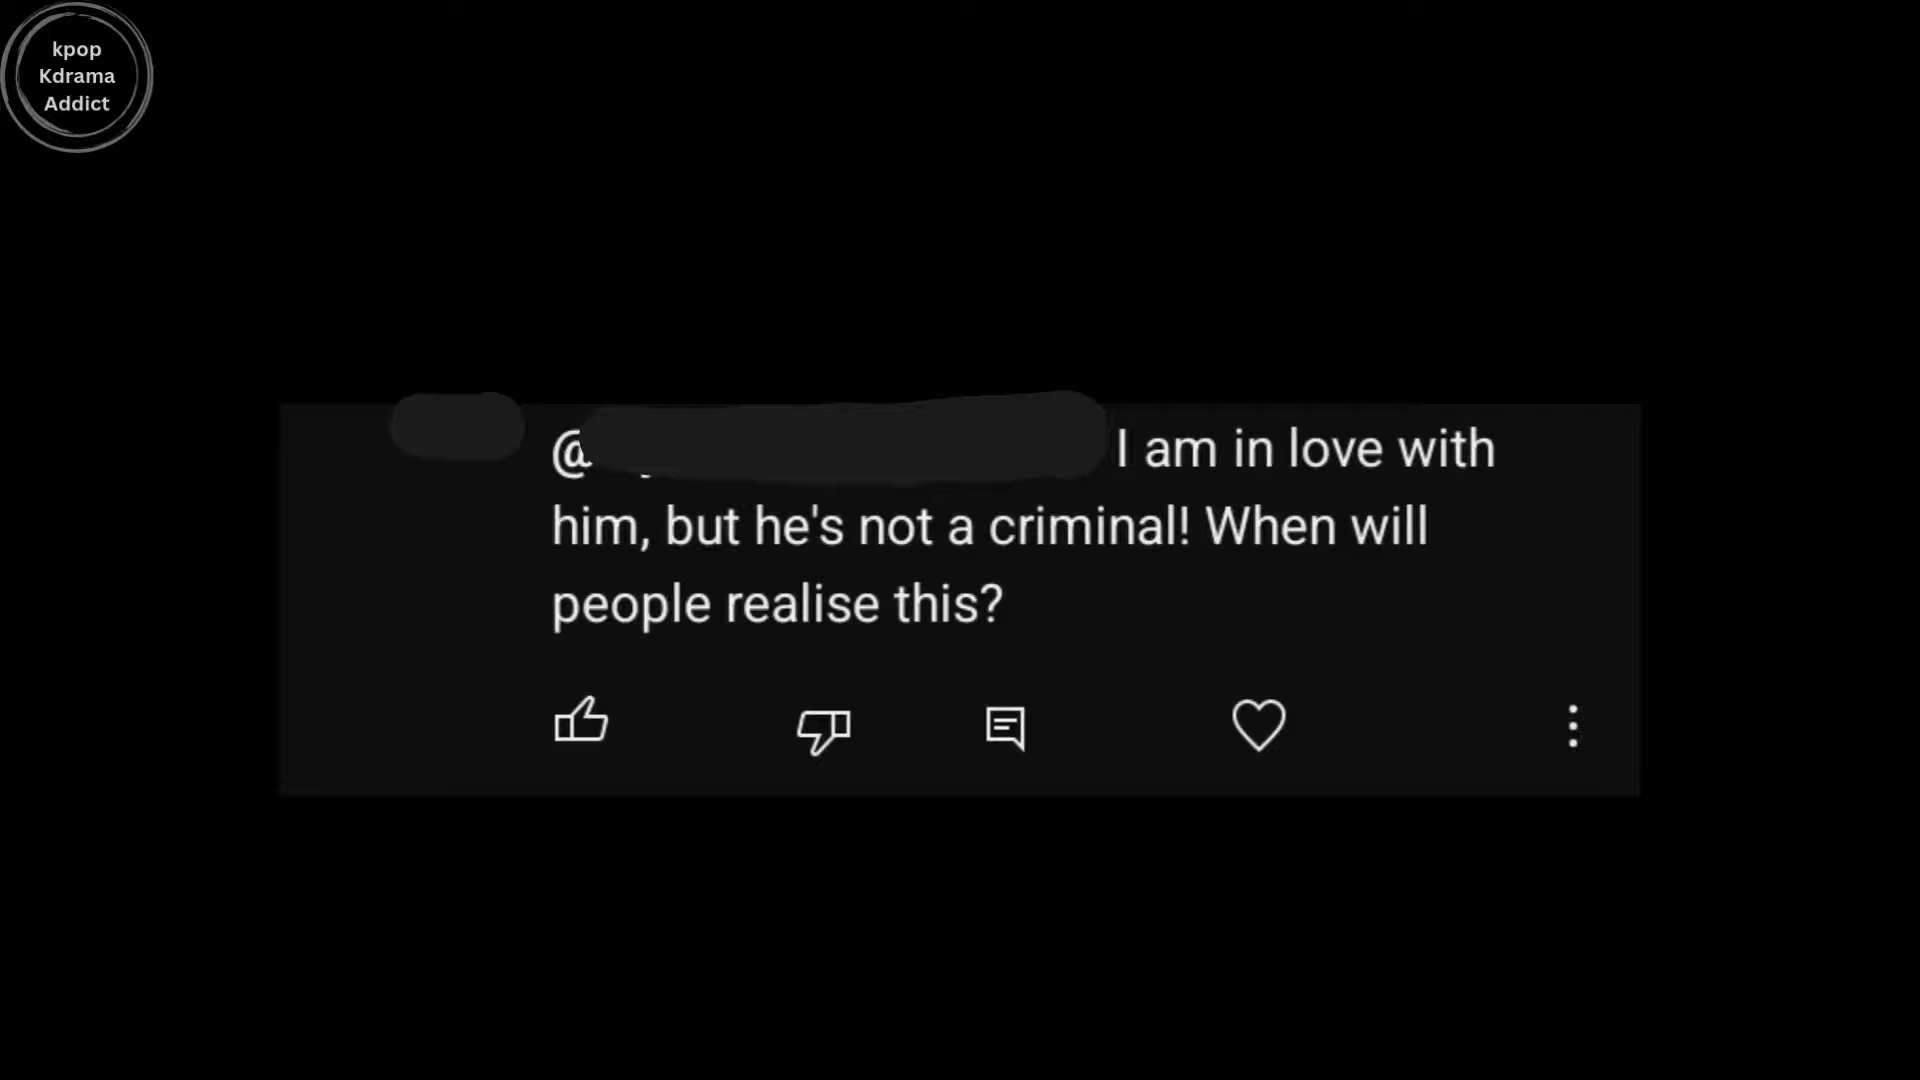 kpop
Kdrama
Addict
@ I am in love with
him, but he's not a criminal! When will
people realise this?